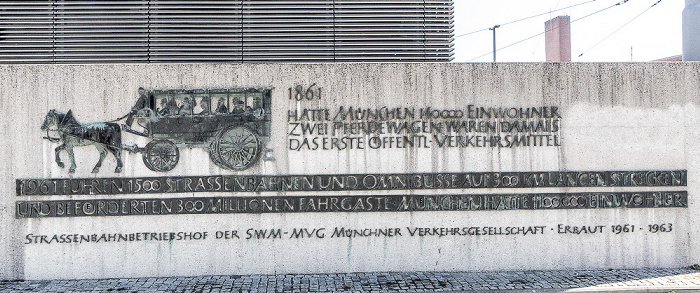 1861
HATTE MÜNCHEN 140000 EINWOHNER
ZWEI PFERDEWAGEN WAREN DAMALS
DAS ERSTE ÖFFENTL. VERKEHRSMITTEL
1961 FUHREN 1500 STRASSENBAHNEN UND OMNIBUSSE AUF 300 KM LANGEN STRECKEN
UND BEFÖRDERTEN 300 MILLIONEN FAHRGÄSTE · MÜNCHEN HATTE 1100000 EINWOHNER
STRASSENBAHNBETRIEBSHOF DER SWM-MVG MÜNCHNER VERKEHRSGESELLSCHAFT · ERBAUT 1961 - 1963